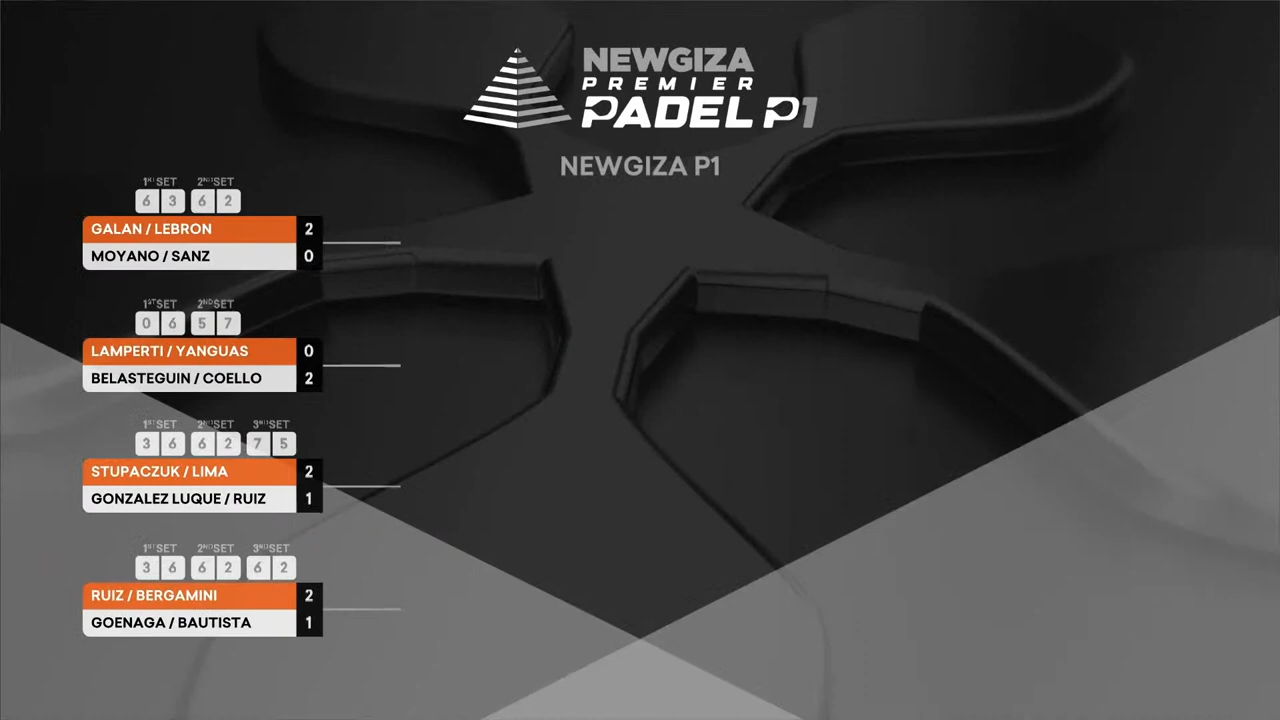 NEWGIZA
PREMIER
PADEL P1
NEWGIZA P1
1ST SET 2ND SET
6 3 6 2
GALAN / LEBRON 2
MOYANO / SANZ 0
1ST SET 2ND SET
0 6 5 7
LAMPERTI / YANGUAS 0
BELASTEGUIN / COELLO 2
1ST SET 2ND SET 3RD SET
3 6 6 2 7 5
STUPACZUK / LIMA 2
GONZALEZ LUQUE / RUIZ 1
1ST SET 2ND SET 3RD SET
3 6 6 2 6 2
RUIZ / BERGAMINI 2
GOENAGA / BAUTISTA 1